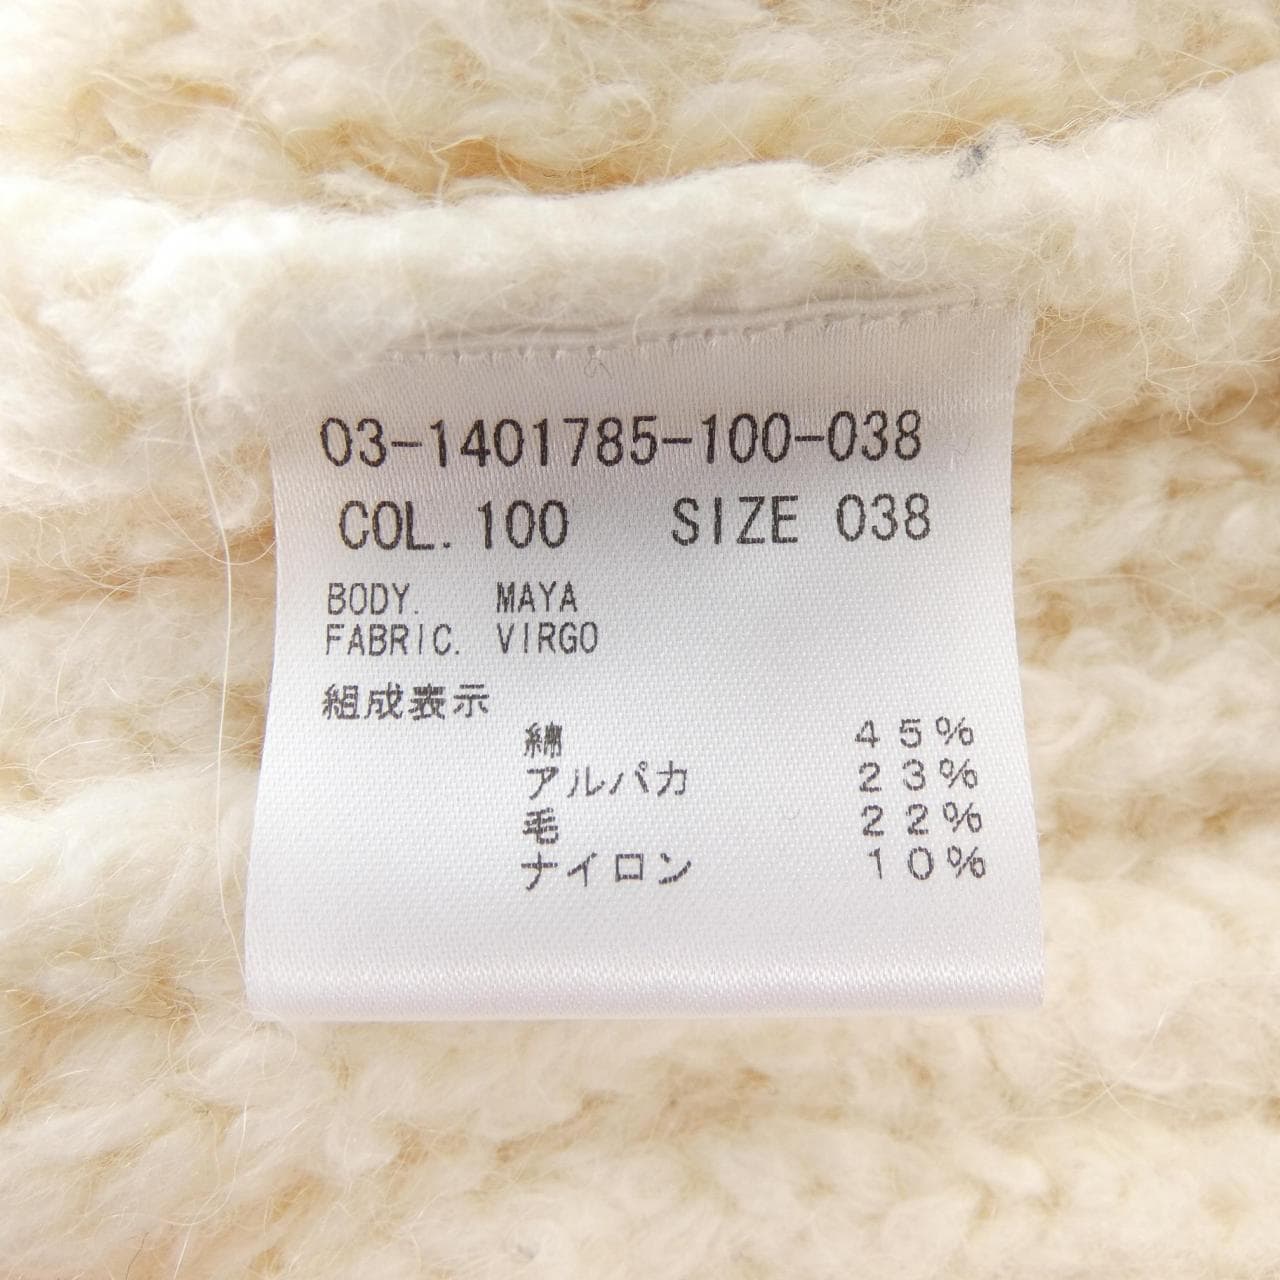 03-1401785-100-038
COL. 100 SIZE 038
BODY. MAYA
FABRIC. VIRGO
組成表示
綿 45%
アルパカ 23%
毛 22%
ナイロン 10%